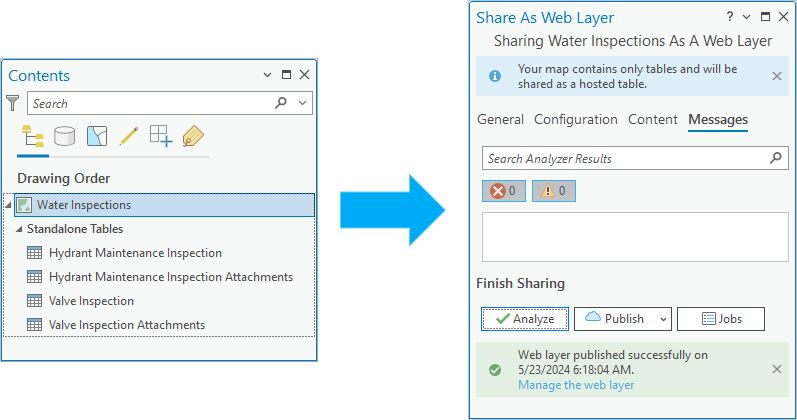 Contents
Search
Drawing Order
Water Inspections
Standalone Tables
Hydrant Maintenance Inspection
Hydrant Maintenance Inspection Attachments
Valve Inspection
Valve Inspection Attachments
Share As Web Layer
?
Sharing Water Inspections As A Web Layer
Your map contains only tables and will be
shared as a hosted table.
General Configuration Content Messages
Search Analyzer Results
0 0
Finish Sharing
Analyze Publish Jobs
Web layer published successfully on
5/23/2024 6:18:04 AM.
Manage the web layer